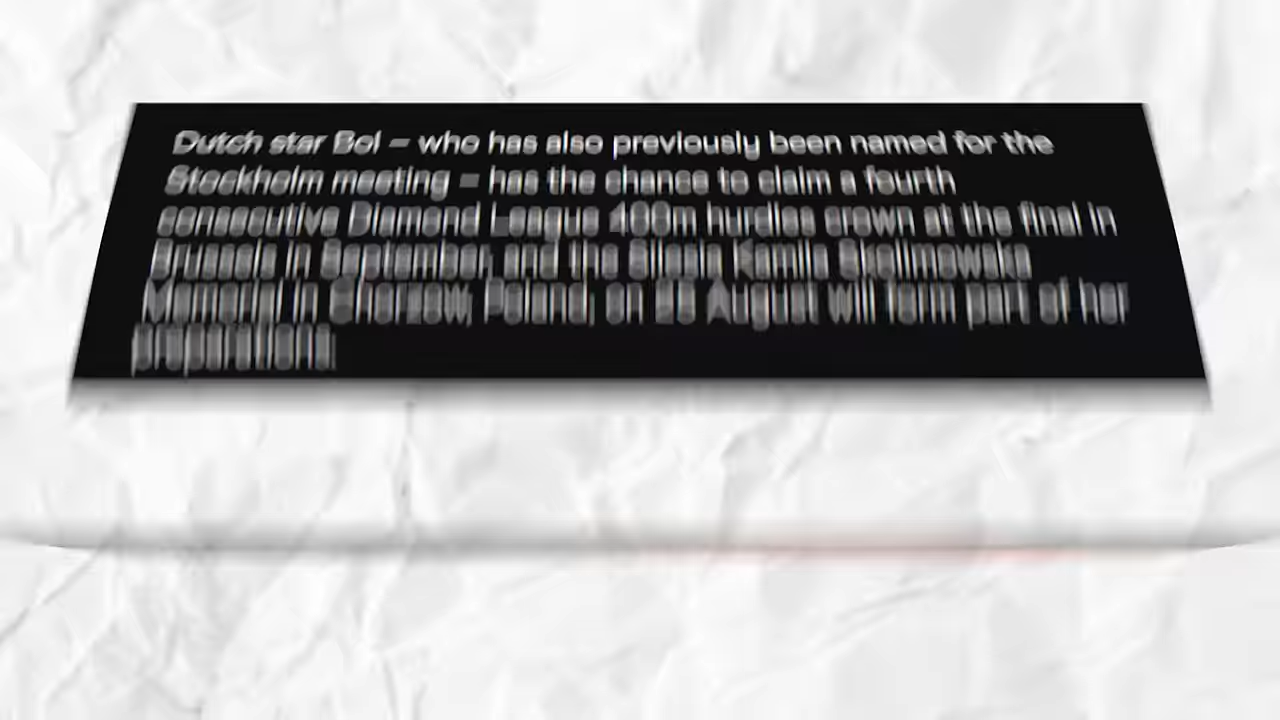 Dutch star Bol – who has also previously been named for the
Stockholm meeting – has the chance to claim a fourth
consecutive Diamond League 400m hurdles crown at the final in
Brussels in September, and the Silesia Kamila Skolimowska
Memorial in Chorzow, Poland, on 23 August will form part of her
preparations.